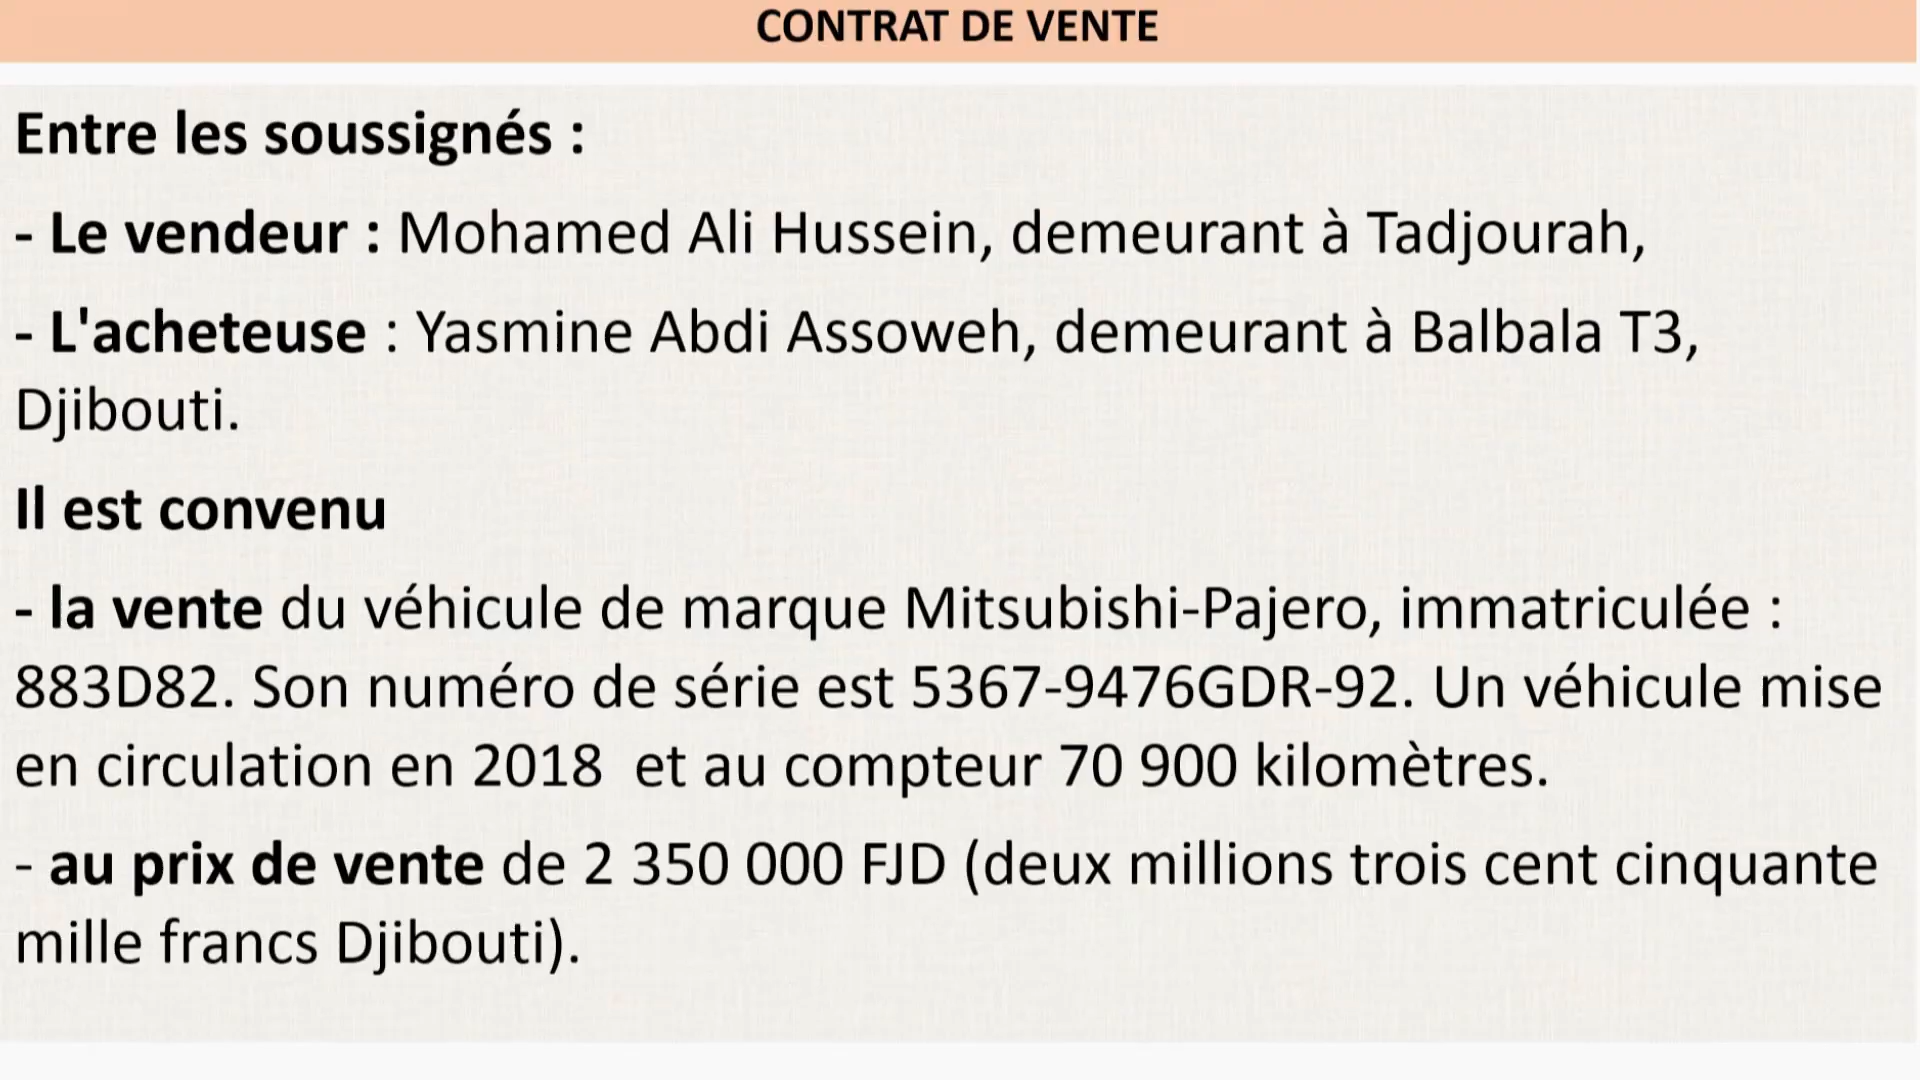 CONTRAT DE VENTE
Entre les soussignés :
- Le vendeur : Mohamed Ali Hussein, demeurant à Tadjourah,
- L'acheteuse : Yasmine Abdi Assoweh, demeurant à Balbala T3,
Djibouti.
Il est convenu
- la vente du véhicule de marque Mitsubishi-Pajero, immatriculée :
883D82. Son numéro de série est 5367-9476GDR-92. Un véhicule mise
en circulation en 2018  et au compteur 70 900 kilomètres.
- au prix de vente de 2 350 000 FJD (deux millions trois cent cinquante
mille francs Djibouti).